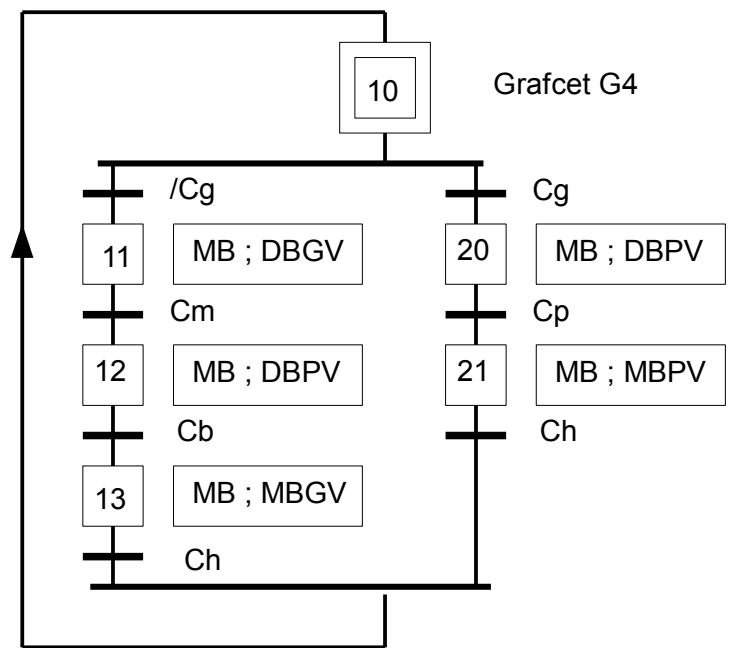 10
Grafcet G4
/Cg
Cg
11
MB ; DBGV
20
MB ; DBPV
Cm
Cp
12
MB ; DBPV
21
MB ; MBPV
Cb
Ch
13
MB ; MBGV
Ch